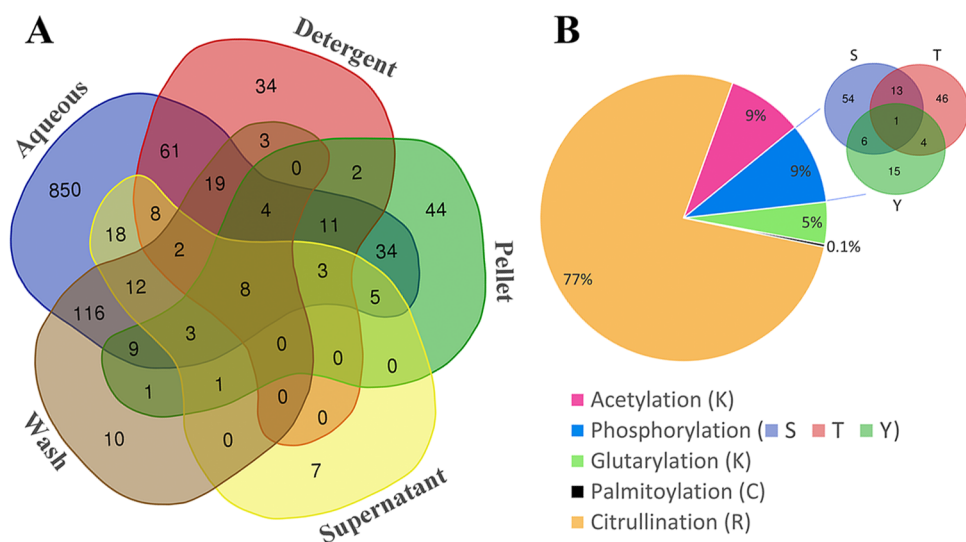 A
B
Detergent
Aqueous
Pellet
Wash
Supernatant
34
3
0
2
61
19
850
8
4
44
11
18
2
34
3
12
8
5
116
3
9
0
0
0
1
1
0
0
10
0
7
S
T
54
13
46
1
6
4
15
Y
9%
9%
5%
0.1%
77%
Acetylation (K)
Phosphorylation ( S T Y)
Glutarylation (K)
Palmitoylation (C)
Citrullination (R)